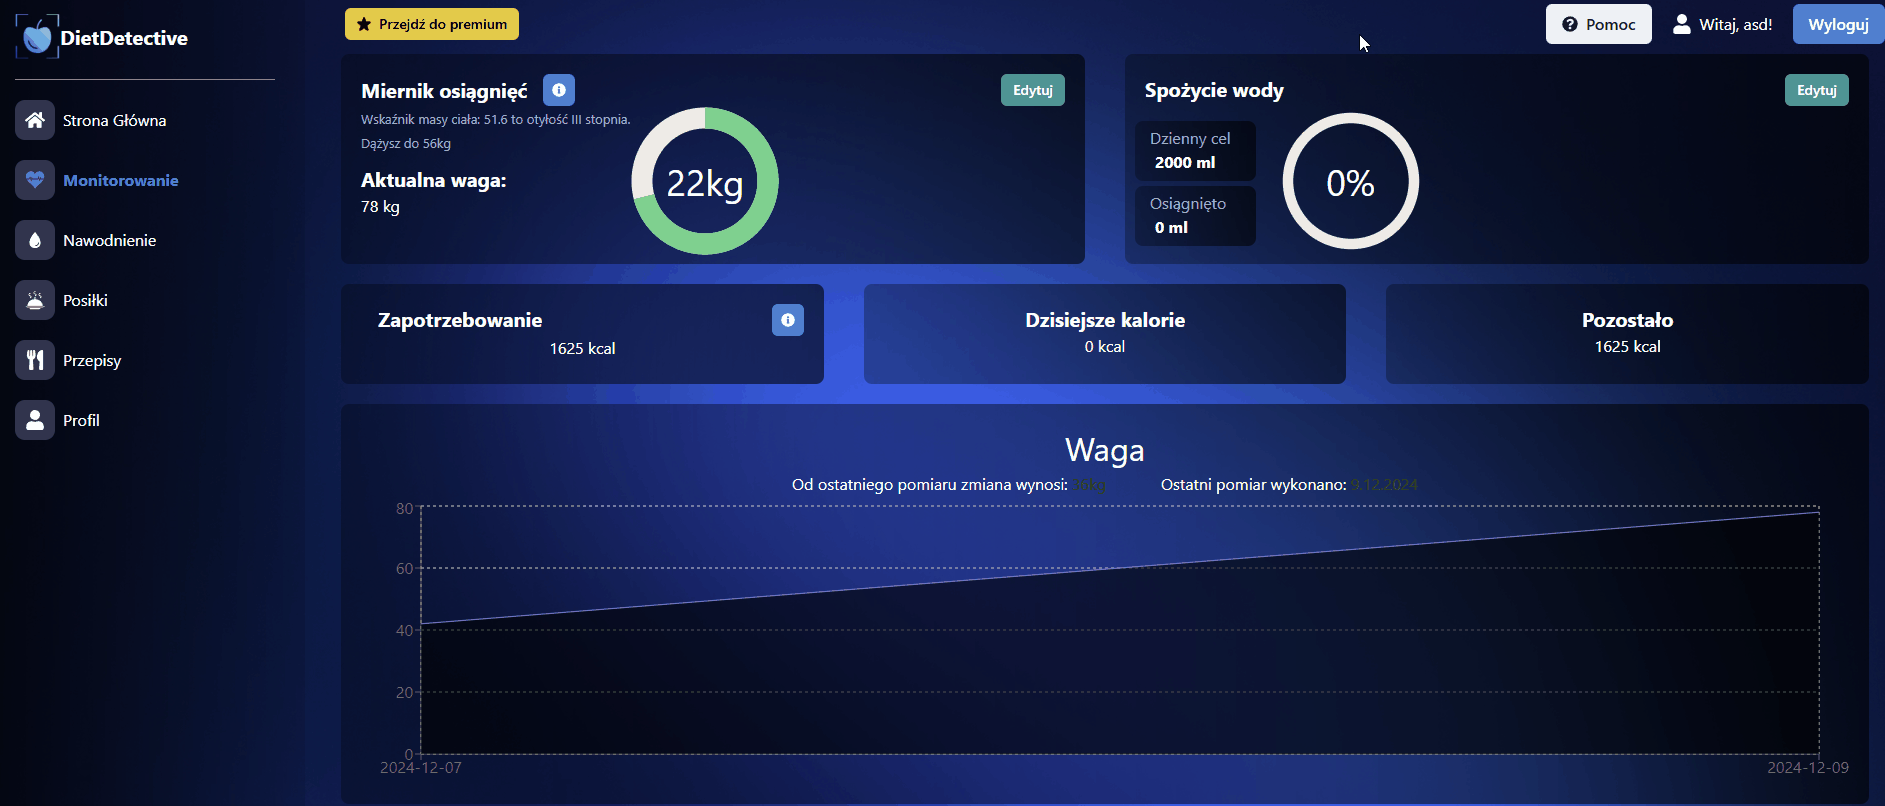 DietDetective
Przejdź do premium
Pomoc
Witaj, asd!
Wyloguj
Strona Główna
Monitorowanie
Nawodnienie
Posiłki
Przepisy
Profil
Miernik osiągnięć
Edytuj
Wskaźnik masy ciała: 51.6 to otyłość III stopnia.
Dążysz do 56kg
Aktualna waga:
78 kg
22kg
Spożycie wody
Edytuj
Dzienny cel
2000 ml
Osiągnięto
0 ml
0%
Zapotrzebowanie
1625 kcal
Dzisiejsze kalorie
0 kcal
Pozostało
1625 kcal
Waga
Od ostatniego pomiaru zmiana wynosi:
Ostatni pomiar wykonano: 9.12.2024
80
60
40
20
0
2024-12-07
2024-12-09